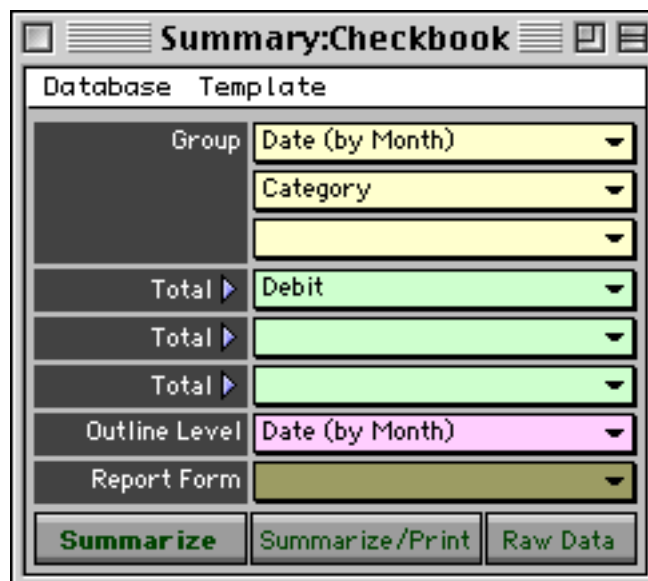 Summary:Checkbook
Database Template
Group Date (by Month)
Category
Total Debit
Total
Total
Outline Level Date (by Month)
Report Form
Summarize Summarize/Print Raw Data